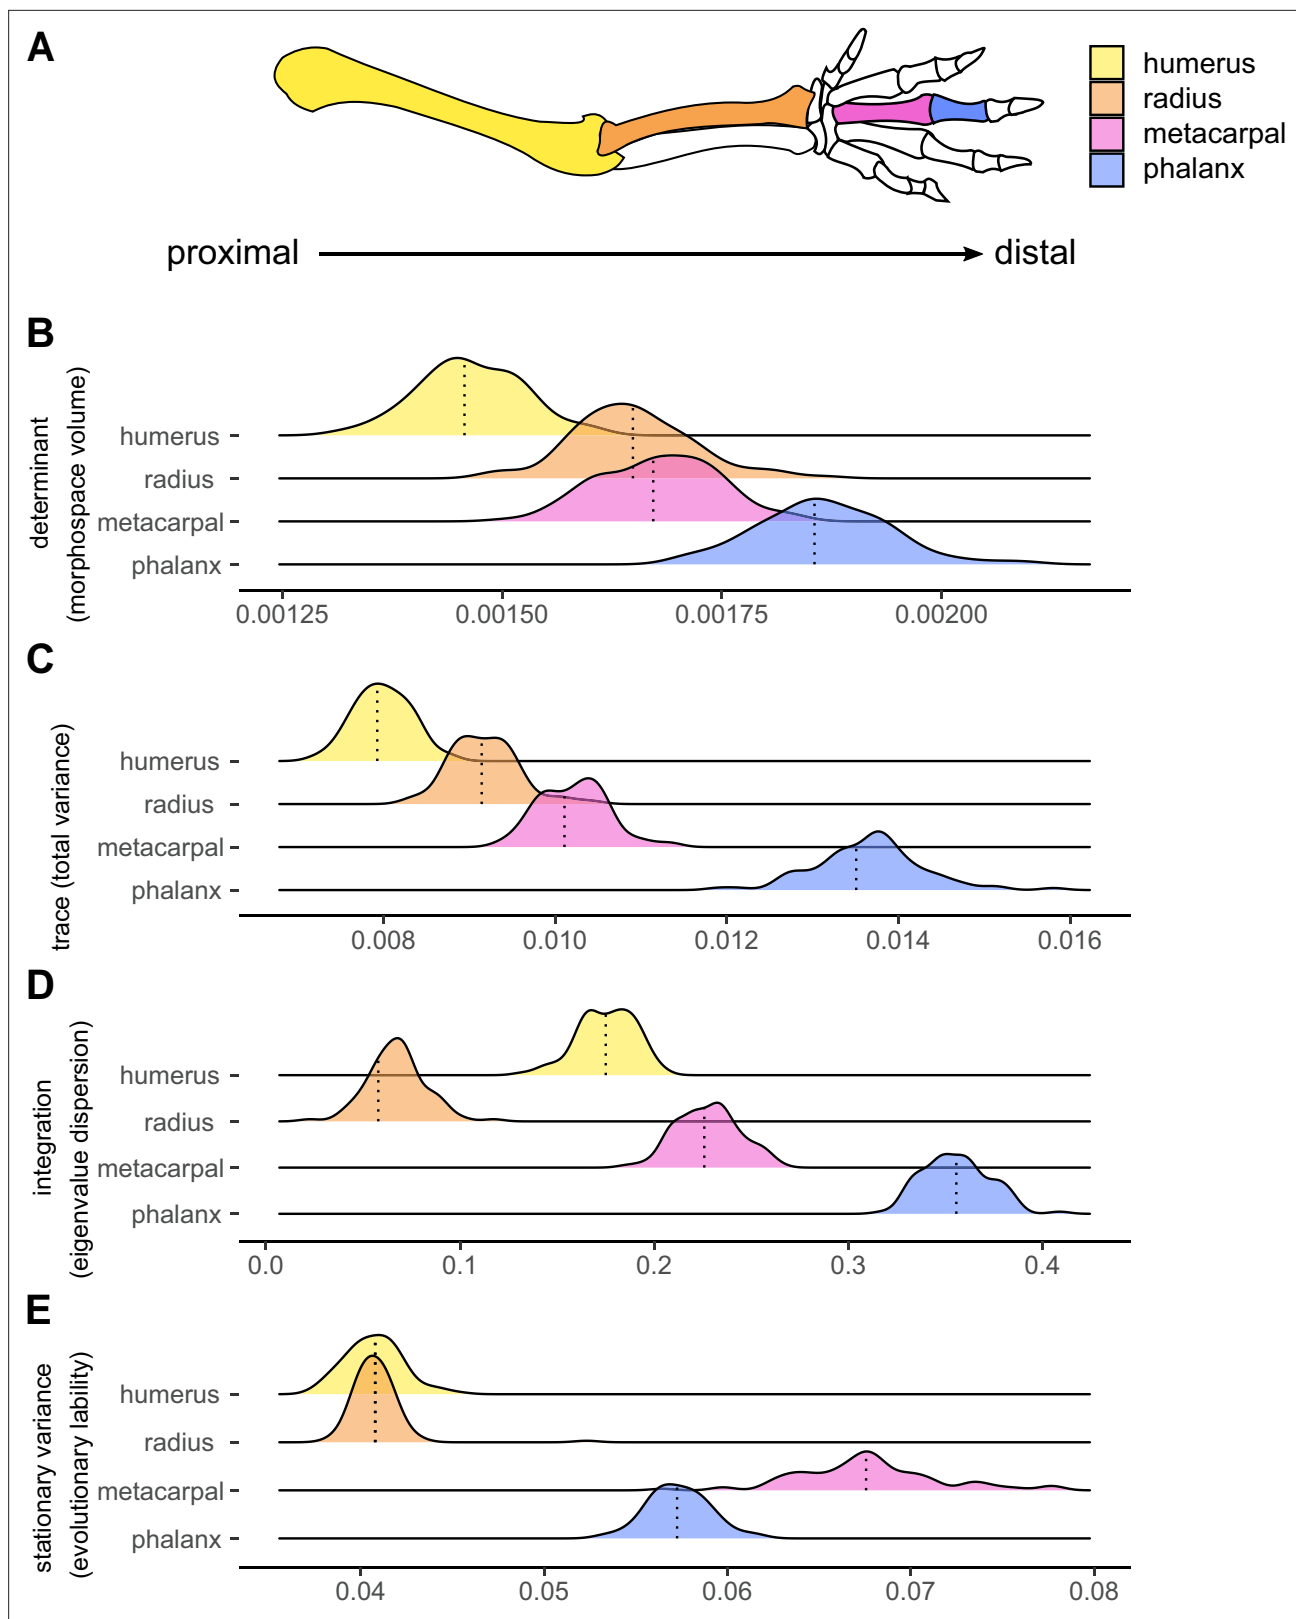 A
humerus
radius
metacarpal
phalanx
proximal
distal
B
determinant
(morphospace volume)
humerus
radius
metacarpal
phalanx
0.00125 0.00150 0.00175 0.00200
C
trace (total variance)
humerus
radius
metacarpal
phalanx
0.008 0.010 0.012 0.014 0.016
D
integration
(eigenvalue dispersion)
humerus
radius
metacarpal
phalanx
0.0 0.1 0.2 0.3 0.4
E
stationary variance
(evolutionary lability)
humerus
radius
metacarpal
phalanx
0.04 0.05 0.06 0.07 0.08